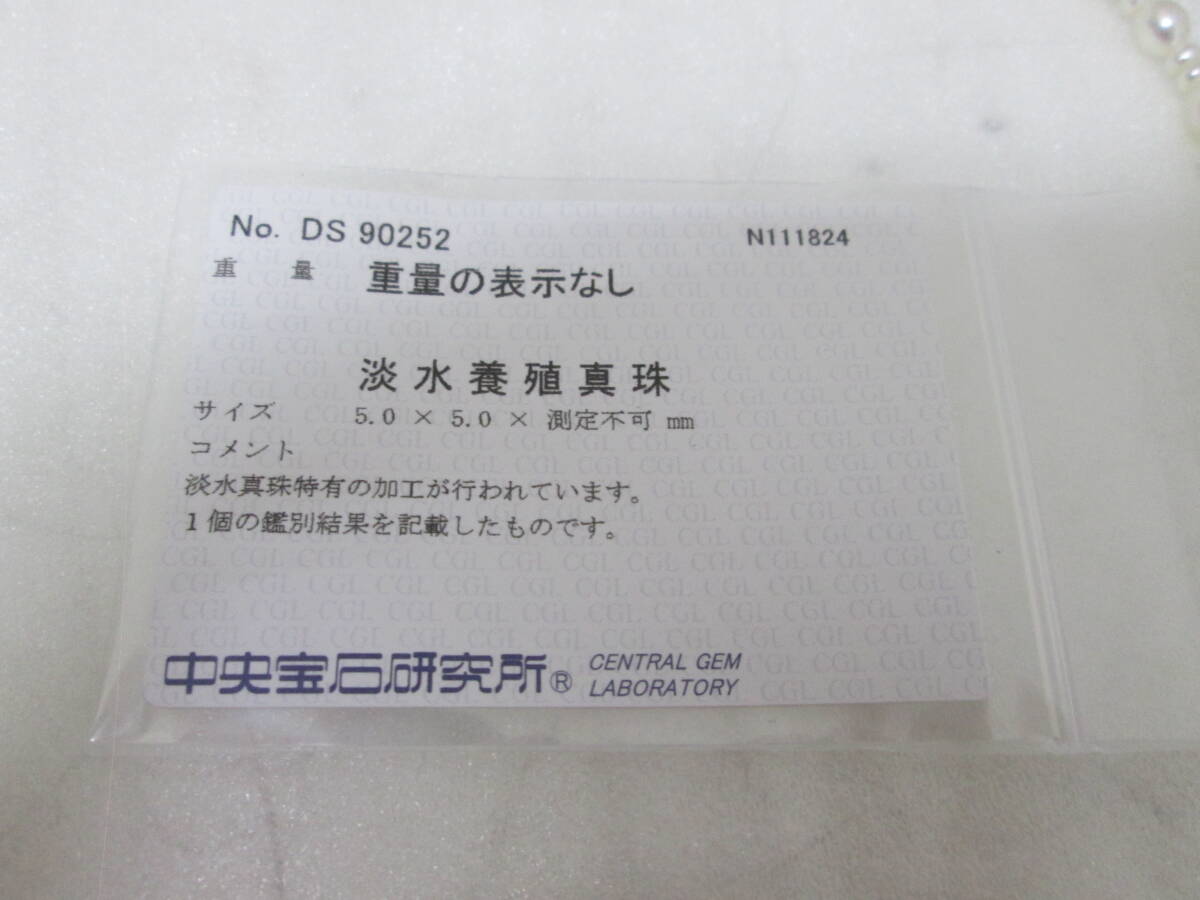 No. DS 90252 N111824
重量 重量の表示なし
淡水養殖真珠
サイズ 5.0 × 5.0 × 測定不可 mm
コメント
淡水真珠特有の加工が行われています。
1個の鑑別結果を記載したものです。
中央宝石研究所® CENTRAL GEM
LABORATORY